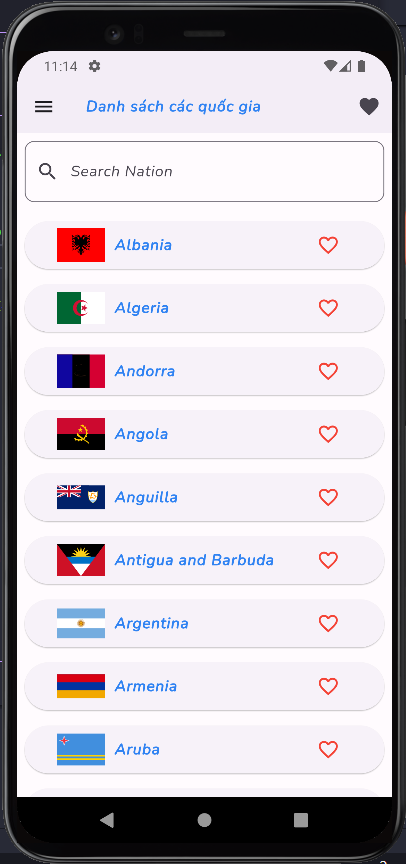 11:14
Danh sách các quốc gia
Search Nation
Albania
Algeria
Andorra
Angola
Anguilla
Antigua and Barbuda
Argentina
Armenia
Aruba